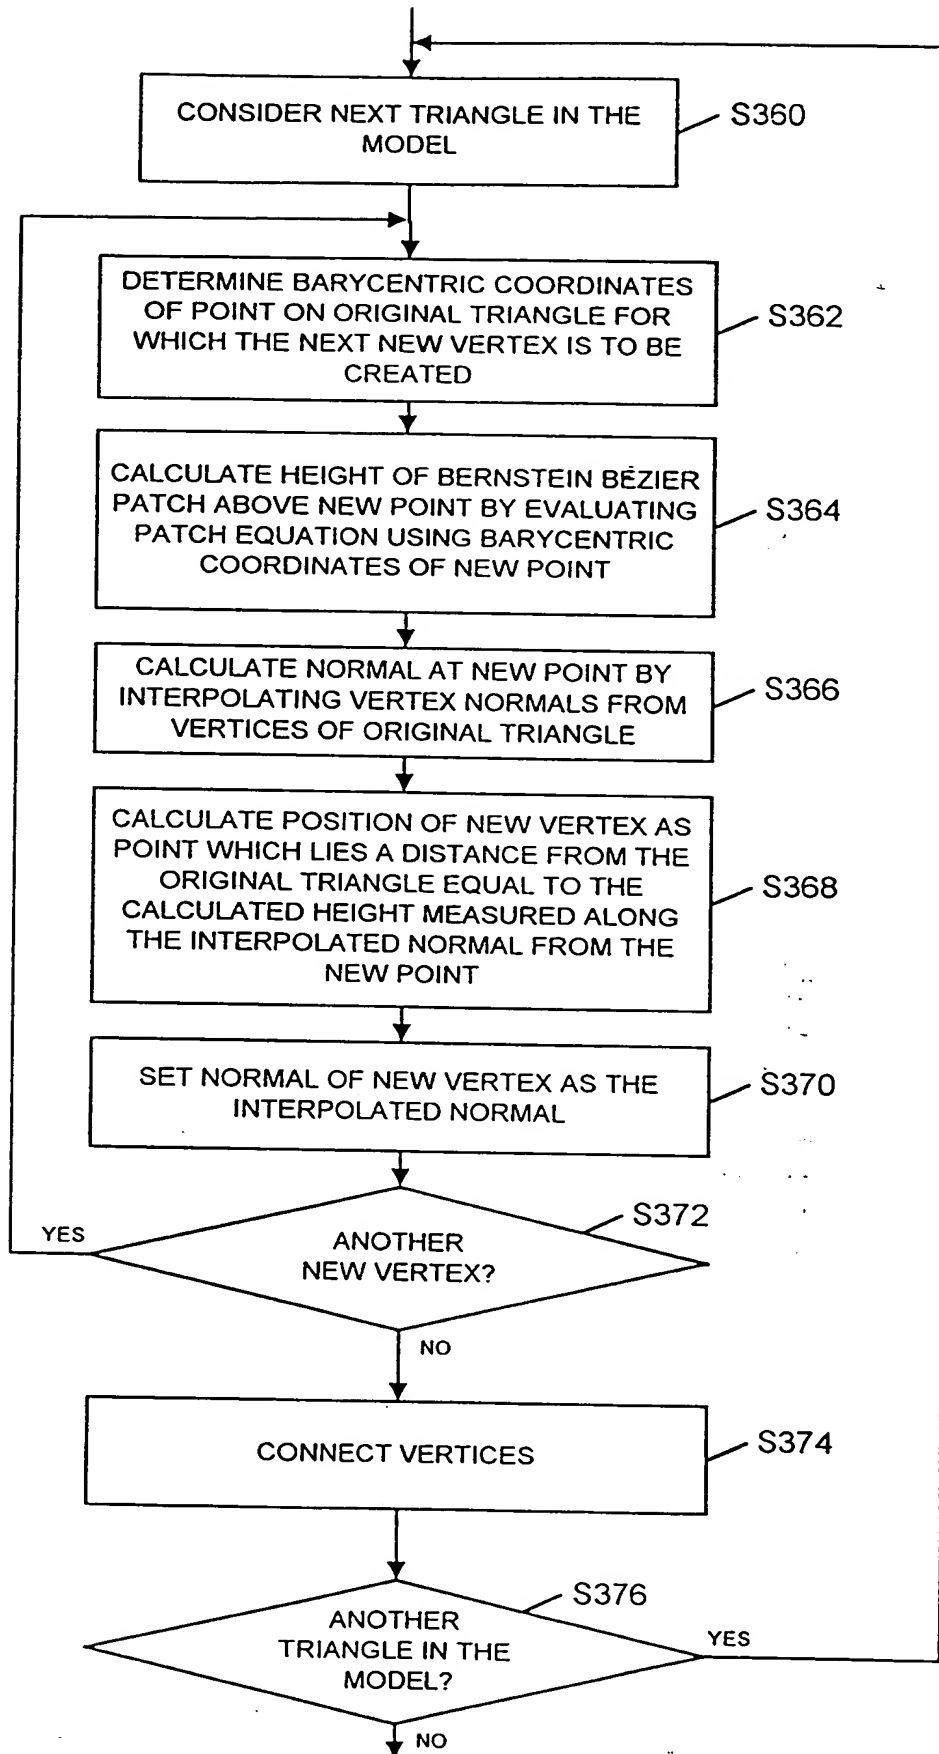 CONSIDER NEXT TRIANGLE IN THE
MODEL
S360
DETERMINE BARYCENTRIC COORDINATES
OF POINT ON ORIGINAL TRIANGLE FOR
WHICH THE NEXT NEW VERTEX IS TO BE
CREATED
S362
CALCULATE HEIGHT OF BERNSTEIN BÉZIER
PATCH ABOVE NEW POINT BY EVALUATING
PATCH EQUATION USING BARYCENTRIC
COORDINATES OF NEW POINT
S364
CALCULATE NORMAL AT NEW POINT BY
INTERPOLATING VERTEX NORMALS FROM
VERTICES OF ORIGINAL TRIANGLE
S366
CALCULATE POSITION OF NEW VERTEX AS
POINT WHICH LIES A DISTANCE FROM THE
ORIGINAL TRIANGLE EQUAL TO THE
CALCULATED HEIGHT MEASURED ALONG
THE INTERPOLATED NORMAL FROM THE
NEW POINT
S368
SET NORMAL OF NEW VERTEX AS THE
INTERPOLATED NORMAL
S370
YES
ANOTHER
NEW VERTEX?
S372
NO
CONNECT VERTICES
S374
ANOTHER
TRIANGLE IN THE
MODEL?
S376
YES
NO